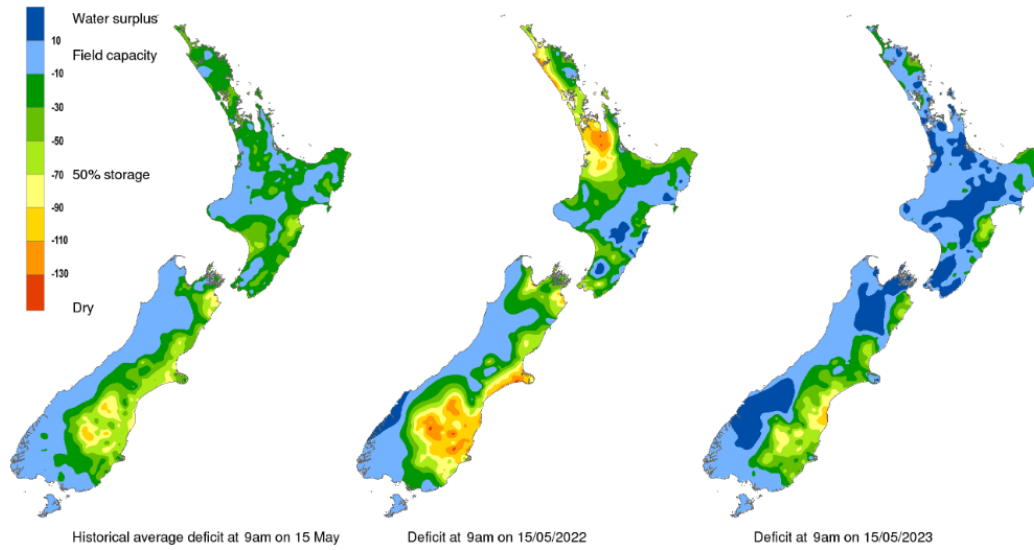 Water surplus
10
Field capacity
-10
-30
-50
50% storage
-70
-90
-110
-130
Dry
Historical average deficit at 9am on 15 May
Deficit at 9am on 15/05/2022
Deficit at 9am on 15/05/2023